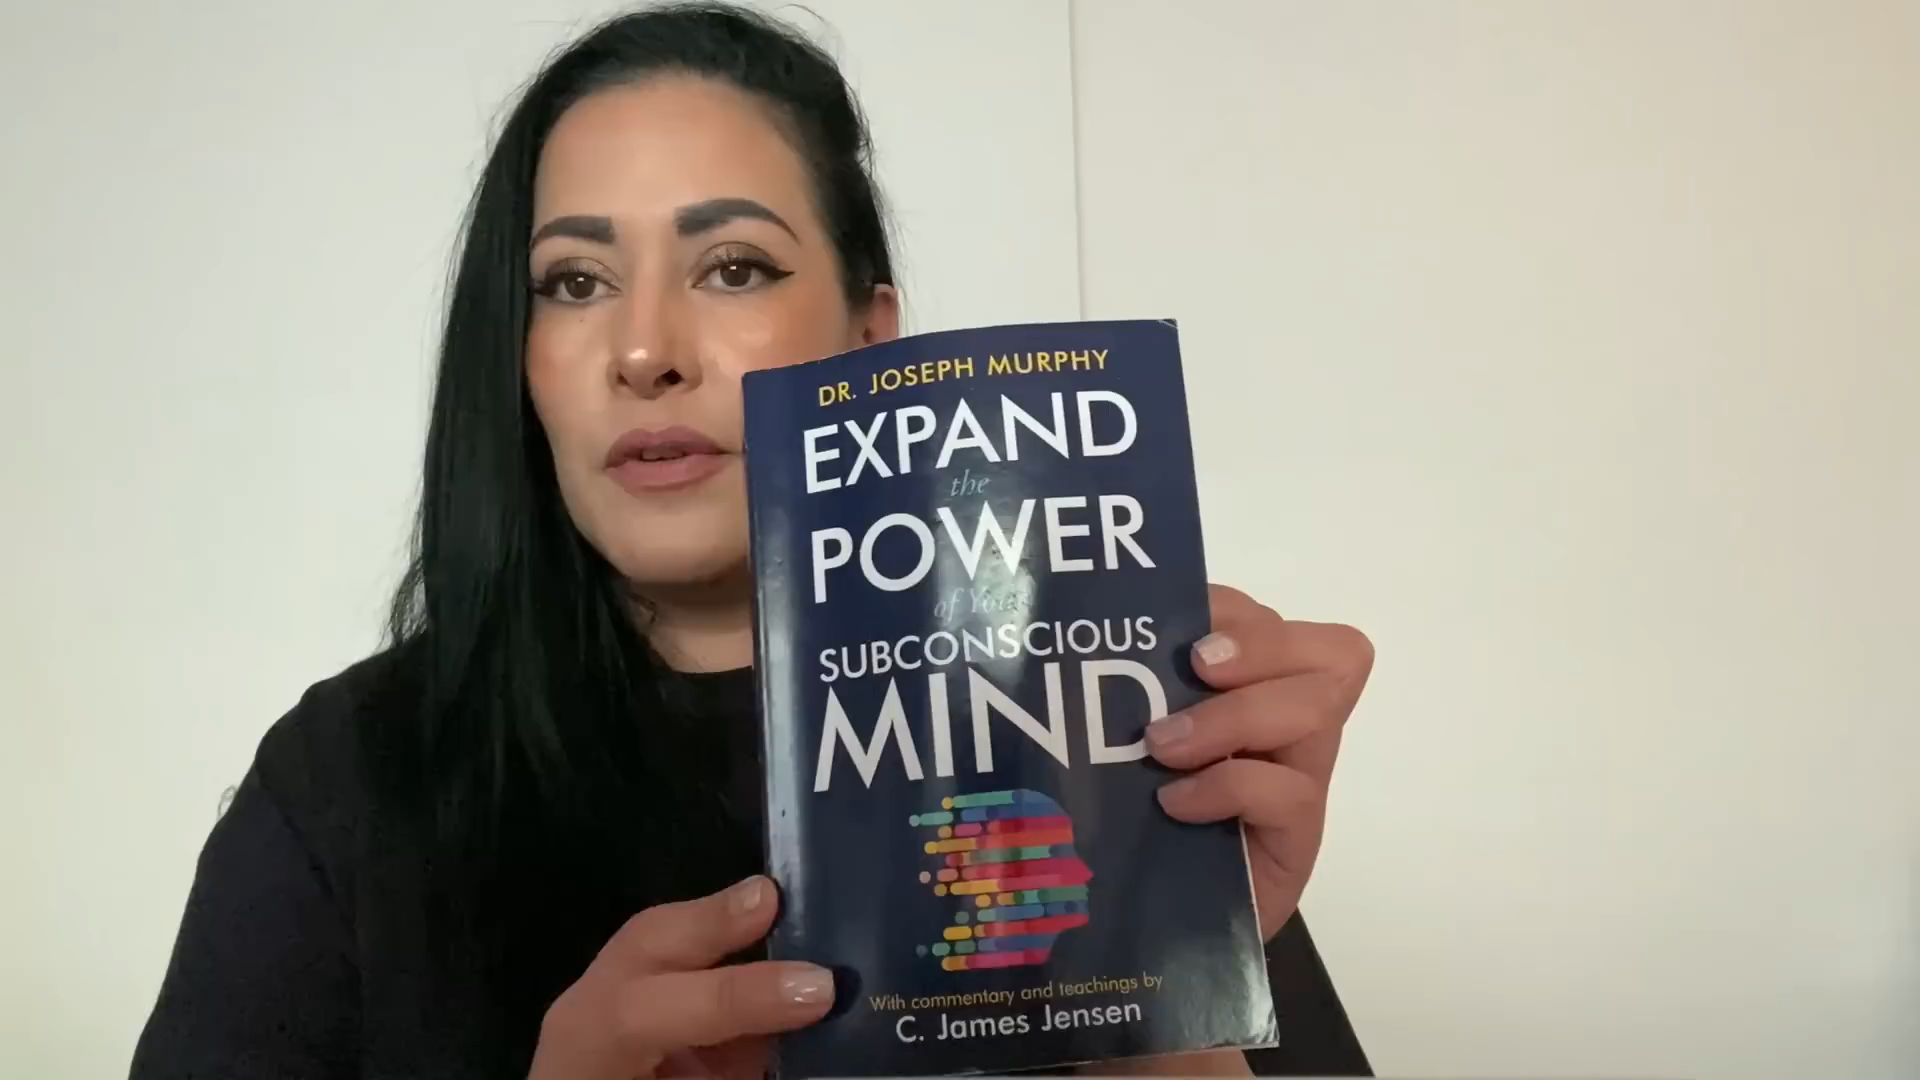 DR. JOSEPH MURPHY
EXPAND
the
POWER
of Your
SUBCONSCIOUS
MIND
With commentary and teachings by
C. James Jensen